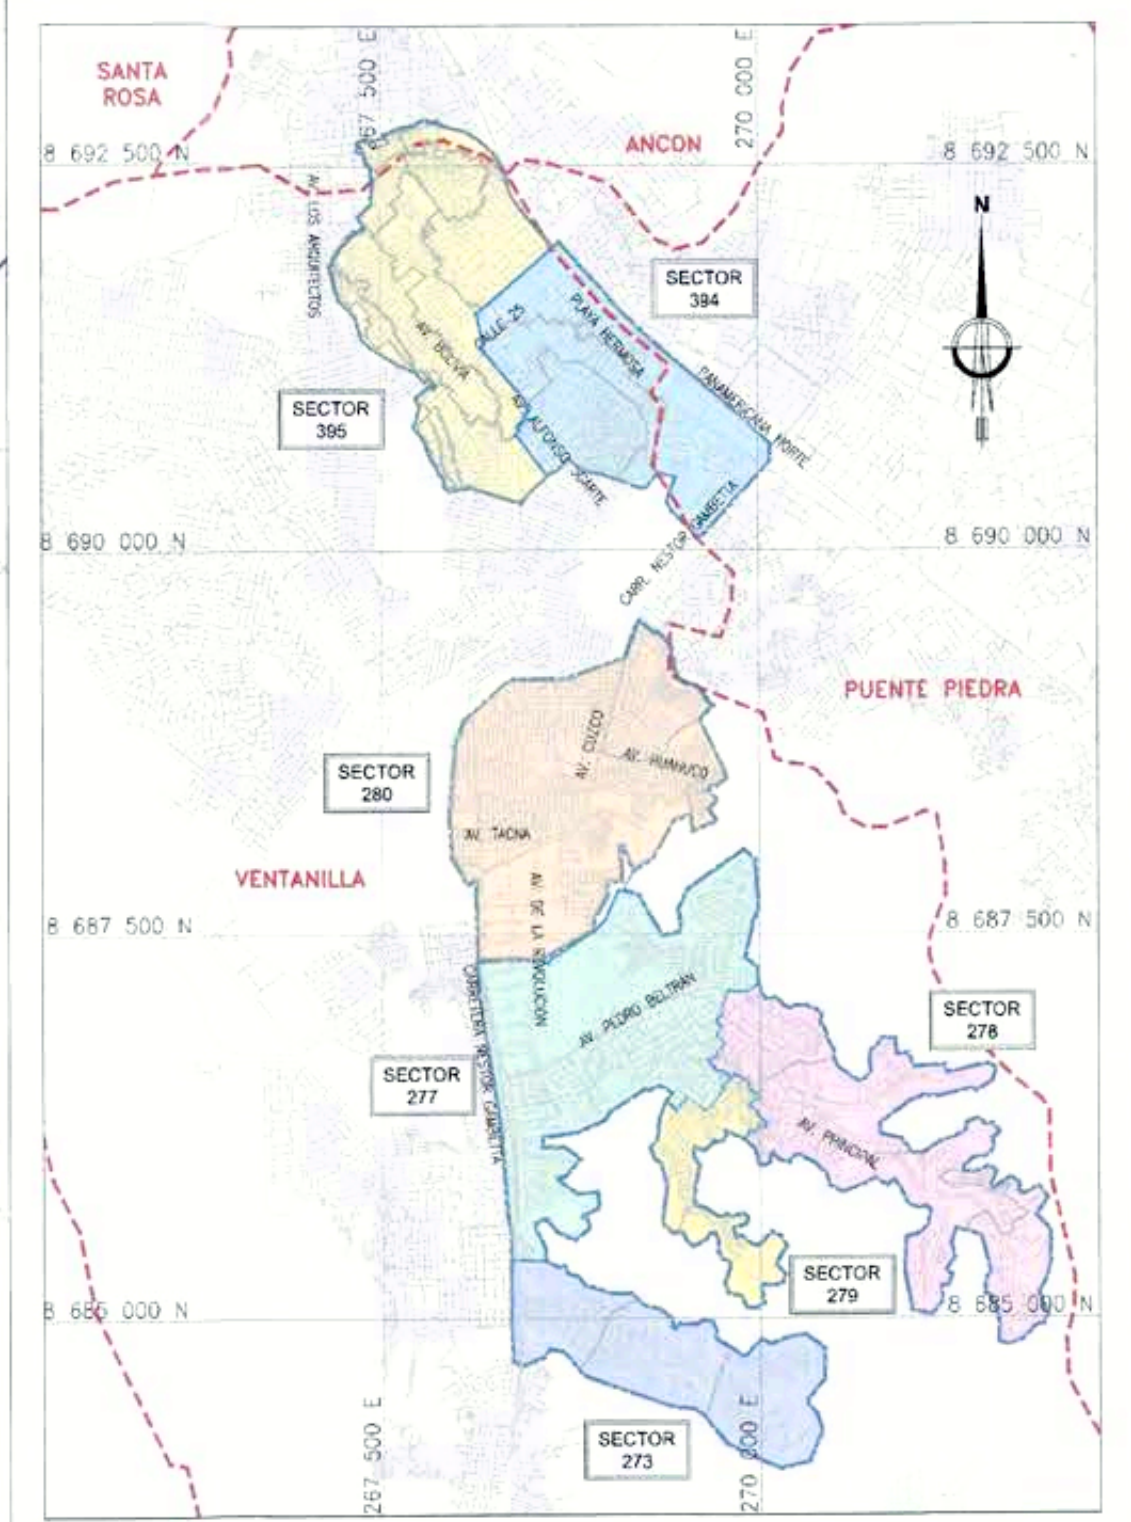 SANTA
ROSA
267 500 E
270 000 E
ANCON
8 692 500 N
8 692 500 N
AV. LOS ARQUITECTOS
N
SECTOR
394
PLAYA HERMOSA
CALLE 25
AV. BOLIVIA
PANAMERICANA NORTE
SECTOR
395
AV. ALFONSO UGARTE
8 690 000 N
8 690 000 N
CARR. NESTOR GAMBETTA
PUENTE PIEDRA
AV. CUZCO
AV. HUANUCO
SECTOR
280
AV. TACNA
VENTANILLA
AV. DE LA REVOLUCION
8 687 500 N
8 687 500 N
CARRETERA NESTOR GAMBETTA
AV. PEDRO BELTRAN
SECTOR
278
SECTOR
277
AV. PRINCIPAL
SECTOR
279
8 685 000 N
8 685 000 N
267 500 E
270 000 E
SECTOR
273